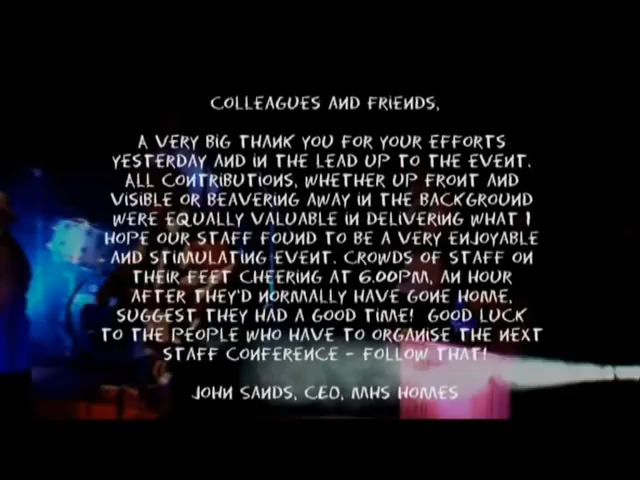 COLLEAGUES AND FRIENDS,
A VERY BIG THANK YOU FOR YOUR EFFORTS
YESTERDAY AND IN THE LEAD UP TO THE EVENT.
ALL CONTRIBUTIONS, WHETHER UP FRONT AND
VISIBLE OR BEAVERING AWAY IN THE BACKGROUND
WERE EQUALLY VALUABLE IN DELIVERING WHAT I
HOPE OUR STAFF FOUND TO BE A VERY ENJOYABLE
AND STIMULATING EVENT. CROWDS OF STAFF ON
THEIR FEET CHEERING AT 6.00PM, AN HOUR
AFTER THEY'D NORMALLY HAVE GONE HOME,
SUGGEST THEY HAD A GOOD TIME! GOOD LUCK
TO THE PEOPLE WHO HAVE TO ORGANISE THE NEXT
STAFF CONFERENCE - FOLLOW THAT!
JOHN SANDS, CEO, MHS HOMES